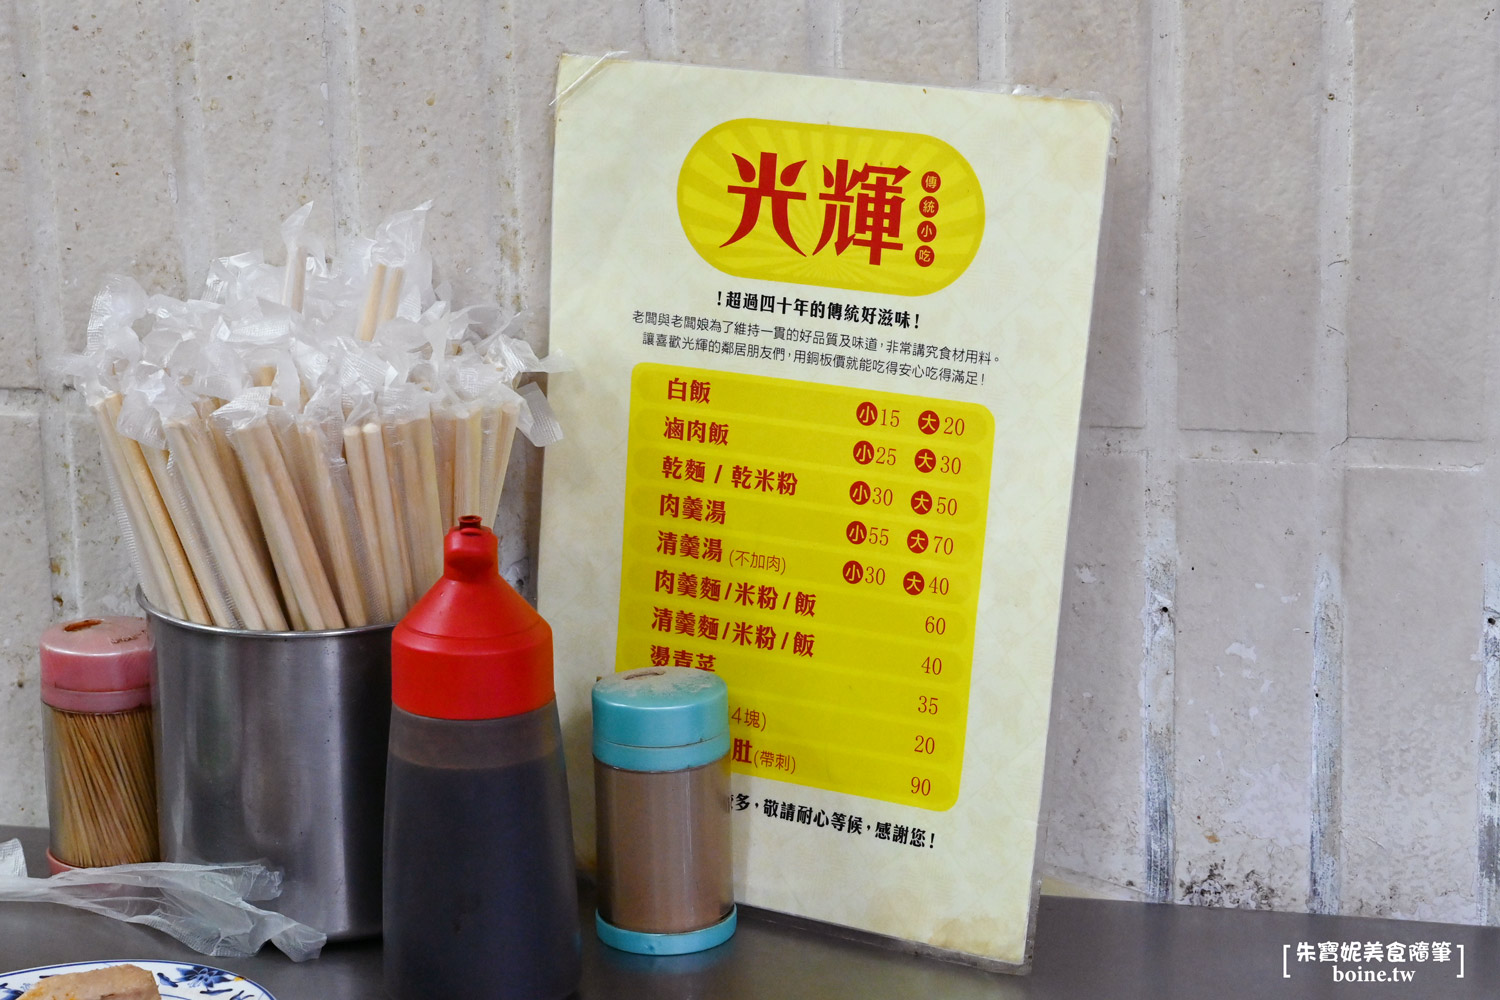 光輝
傳統小吃
！超過四十年的傳統好滋味！
老闆與老闆娘為了維持一貫的好品質及味道，非常講究食材用料。
讓喜歡光輝的鄰居朋友們，用銅板價就能吃得安心吃得滿足！
白飯 小15 大20
滷肉飯 小25 大30
乾麵 / 乾米粉 小30 大50
肉羹湯 小55 大70
清羹湯 (不加肉) 小30 大40
肉羹麵/米粉/飯 60
清羹麵/米粉/飯 40
燙青菜 35
4塊) 20
肚(帶刺) 90
多，敬請耐心等候，感謝您！
[朱寶妮美食隨筆]
boine.tw